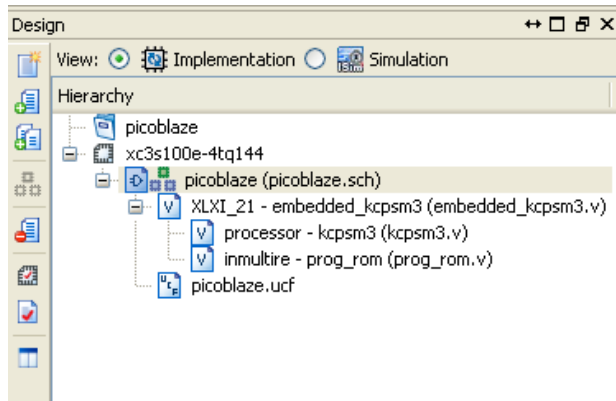 Design
View: Implementation Simulation
Hierarchy
picoblaze
xc3s100e-4tq144
picoblaze (picoblaze.sch)
XLXI_21 - embedded_kcpsm3 (embedded_kcpsm3.v)
processor - kcpsm3 (kcpsm3.v)
inmultire - prog_rom (prog_rom.v)
picoblaze.ucf